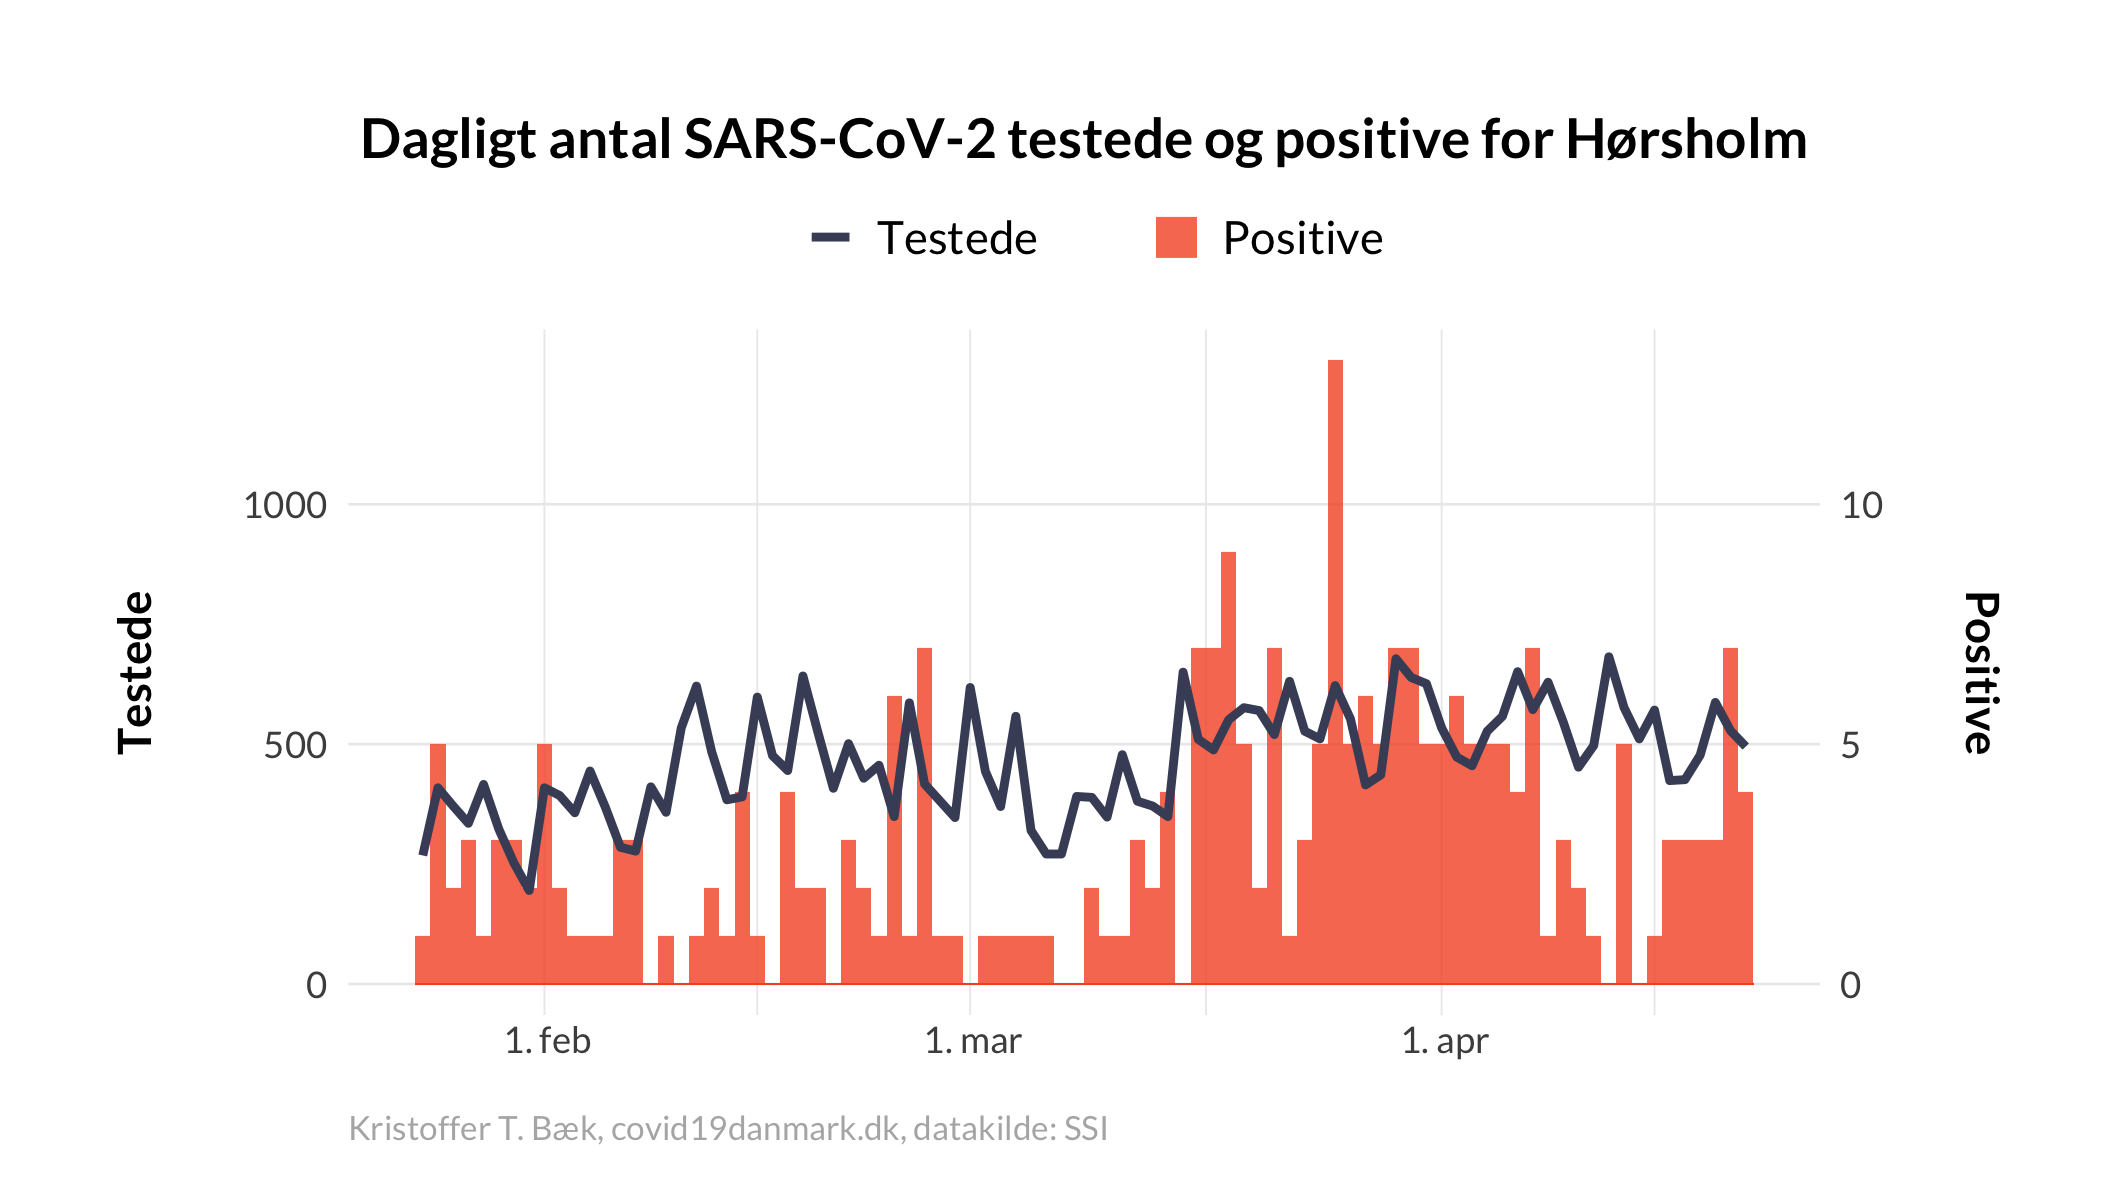 Dagligt antal SARS-CoV-2 testede og positive for Hørsholm
Testede
Positive
1000
500
0
10
5
0
Testede
Positive
1. feb
1. mar
1. apr
Kristoffer T. Bæk, covid19danmark.dk, datakilde: SSI